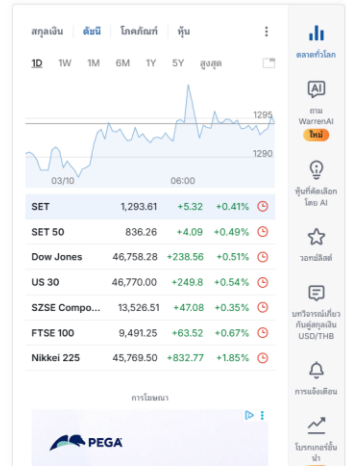 สกุลเงิน ดัชนี โภคภัณฑ์ หุ้น
1D 1W 1M 6M 1Y 5Y สูงสุด
1295
1290
03/10 06:00
SET 1,293.61 +5.32 +0.41%
SET 50 836.26 +4.09 +0.49%
Dow Jones 46,758.28 +238.56 +0.51%
US 30 46,770.00 +249.8 +0.54%
SZSE Compo... 13,526.51 +47.08 +0.35%
FTSE 100 9,491.25 +63.52 +0.67%
Nikkei 225 45,769.50 +832.77 +1.85%
การโฆษณา
PEGA
ตลาดทั่วโลก
AI
ถาม
WarrenAI
ใหม่
หุ้นที่คัดเลือก
โดย AI
วอทช์ลิสต์
บทวิจารณ์เกี่ยว
กับคู่สกุลเงิน
USD/THB
การแจ้งเตือน
โบรกเกอร์ชั้น
นำ